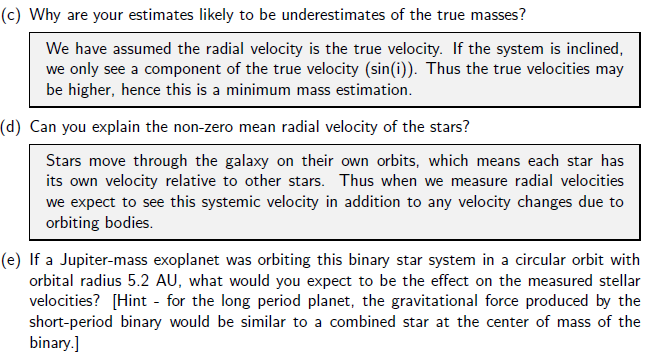 (c) Why are your estimates likely to be underestimates of the true masses?
We have assumed the radial velocity is the true velocity. If the system is inclined,
we only see a component of the true velocity (sin(i)). Thus the true velocities may
be higher, hence this is a minimum mass estimation.
(d) Can you explain the non-zero mean radial velocity of the stars?
Stars move through the galaxy on their own orbits, which means each star has
its own velocity relative to other stars. Thus when we measure radial velocities
we expect to see this systemic velocity in addition to any velocity changes due to
orbiting bodies.
(e) If a Jupiter-mass exoplanet was orbiting this binary star system in a circular orbit with
orbital radius 5.2 AU, what would you expect to be the effect on the measured stellar
velocities? [Hint - for the long period planet, the gravitational force produced by the
short-period binary would be similar to a combined star at the center of mass of the
binary.]